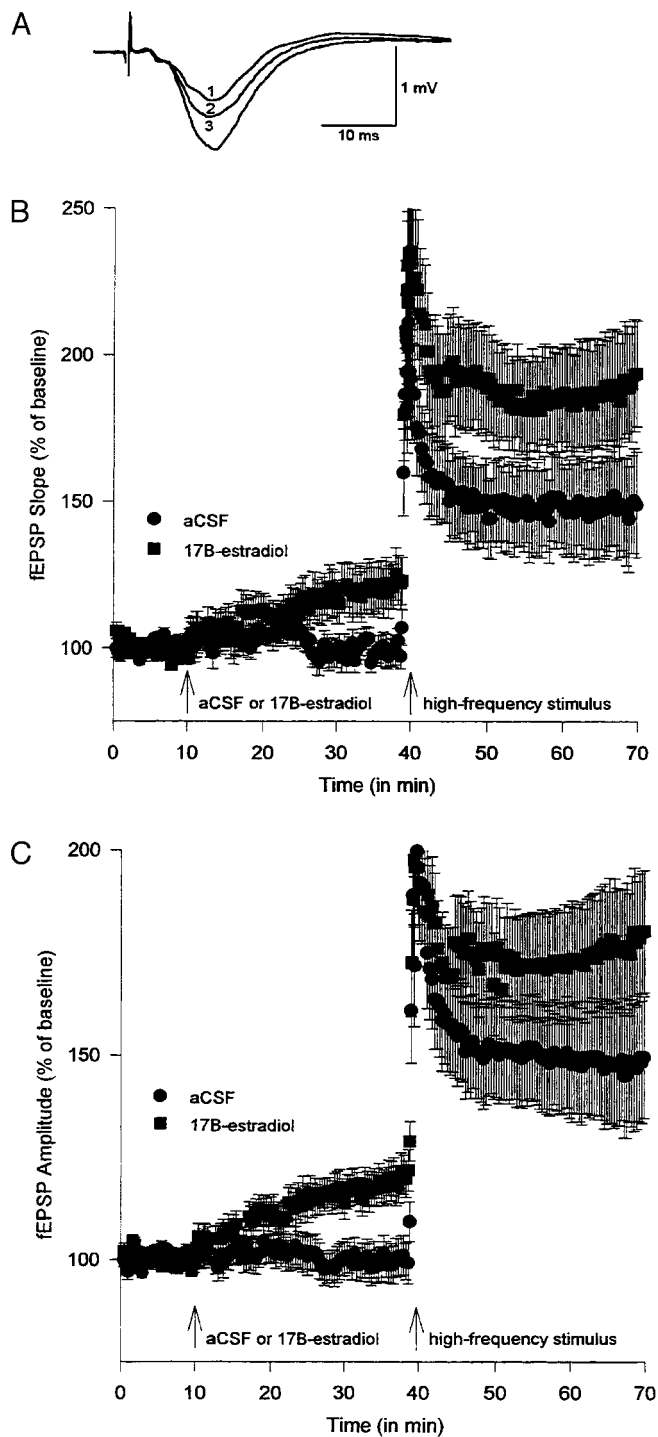 A
1
2
3
1 mV
10 ms
B
fEPSP Slope (% of baseline)
250
200
150
100
aCSF
17B-estradiol
aCSF or 17B-estradiol
high-frequency stimulus
0 10 20 30 40 50 60 70
Time (in min)
C
fEPSP Amplitude (% of baseline)
200
150
100
aCSF
17B-estradiol
aCSF or 17B-estradiol
high-frequency stimulus
0 10 20 30 40 50 60 70
Time (in min)